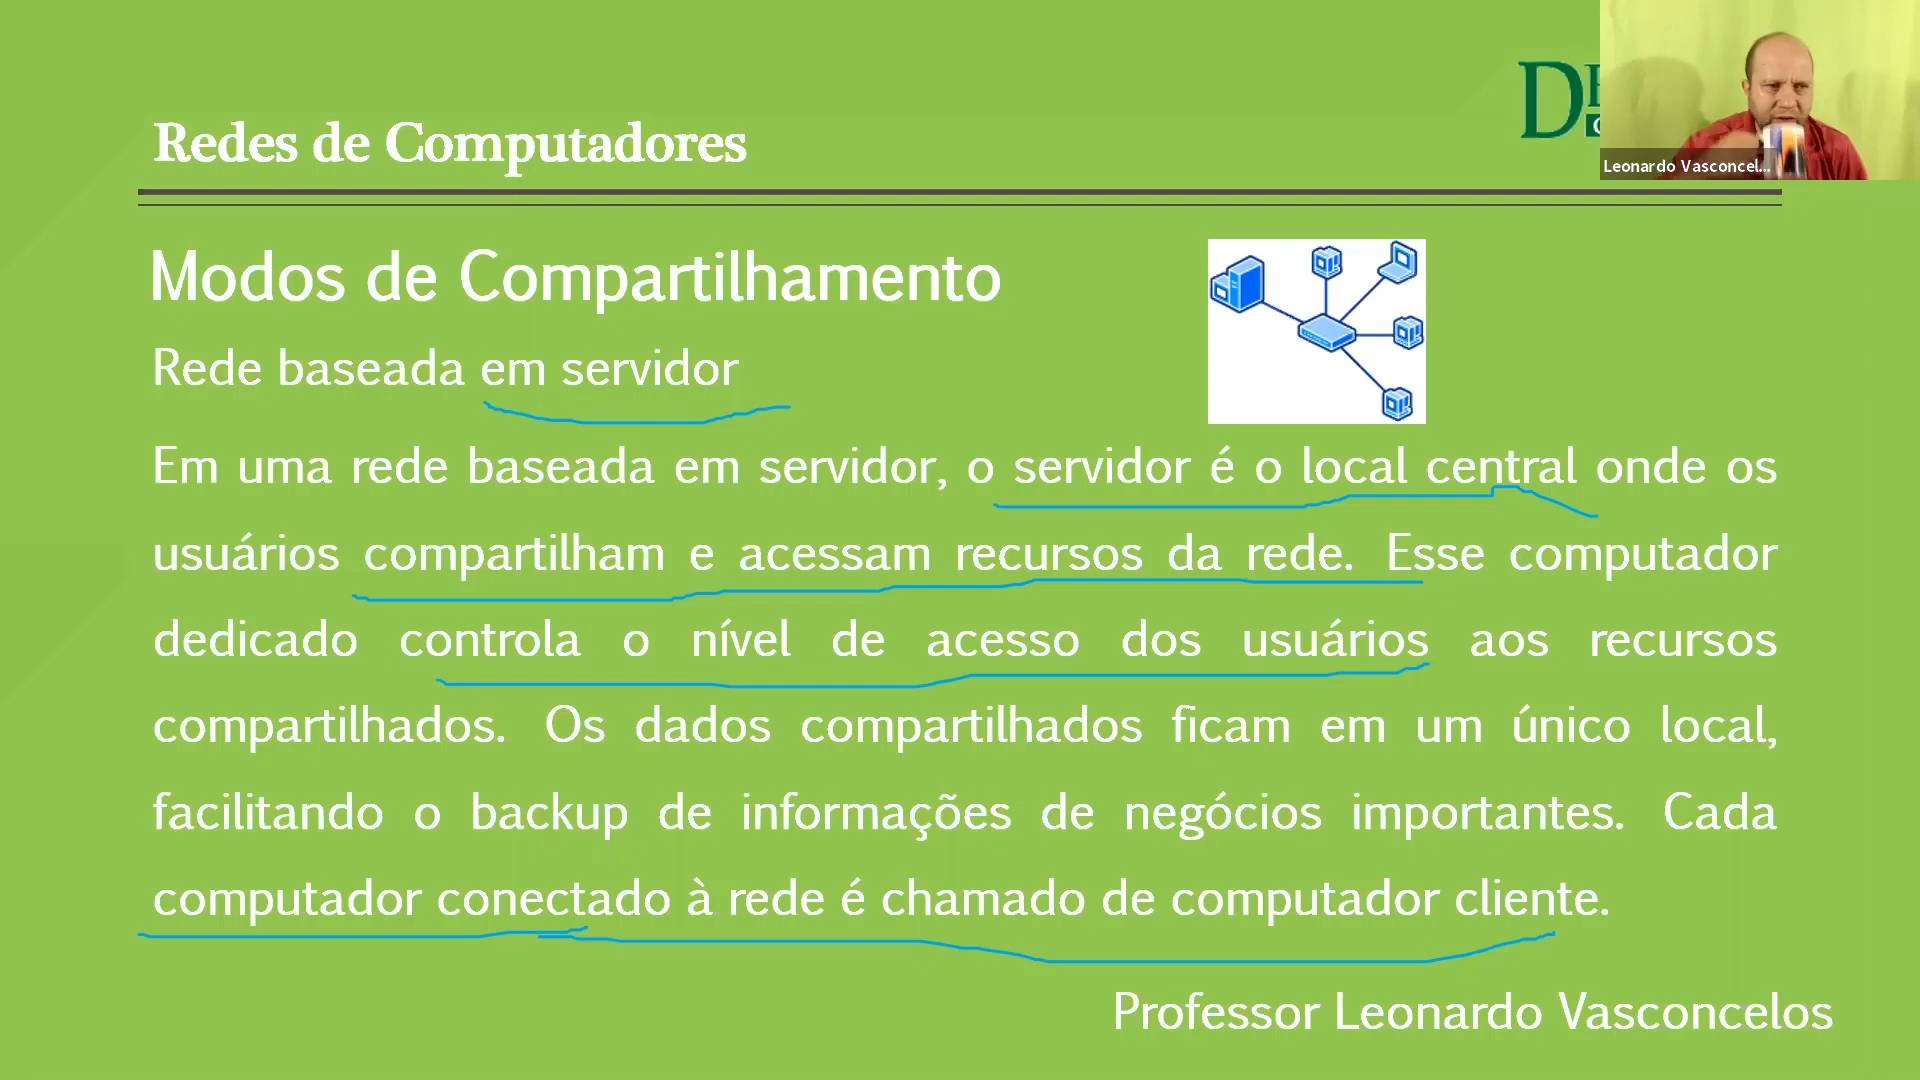 Redes de Computadores
Leonardo Vasconcel...
Modos de Compartilhamento
Rede baseada em servidor
Em uma rede baseada em servidor, o servidor é o local central onde os
usuários compartilham e acessam recursos da rede. Esse computador
dedicado controla o nível de acesso dos usuários aos recursos
compartilhados. Os dados compartilhados ficam em um único local,
facilitando o backup de informações de negócios importantes. Cada
computador conectado à rede é chamado de computador cliente.
Professor Leonardo Vasconcelos